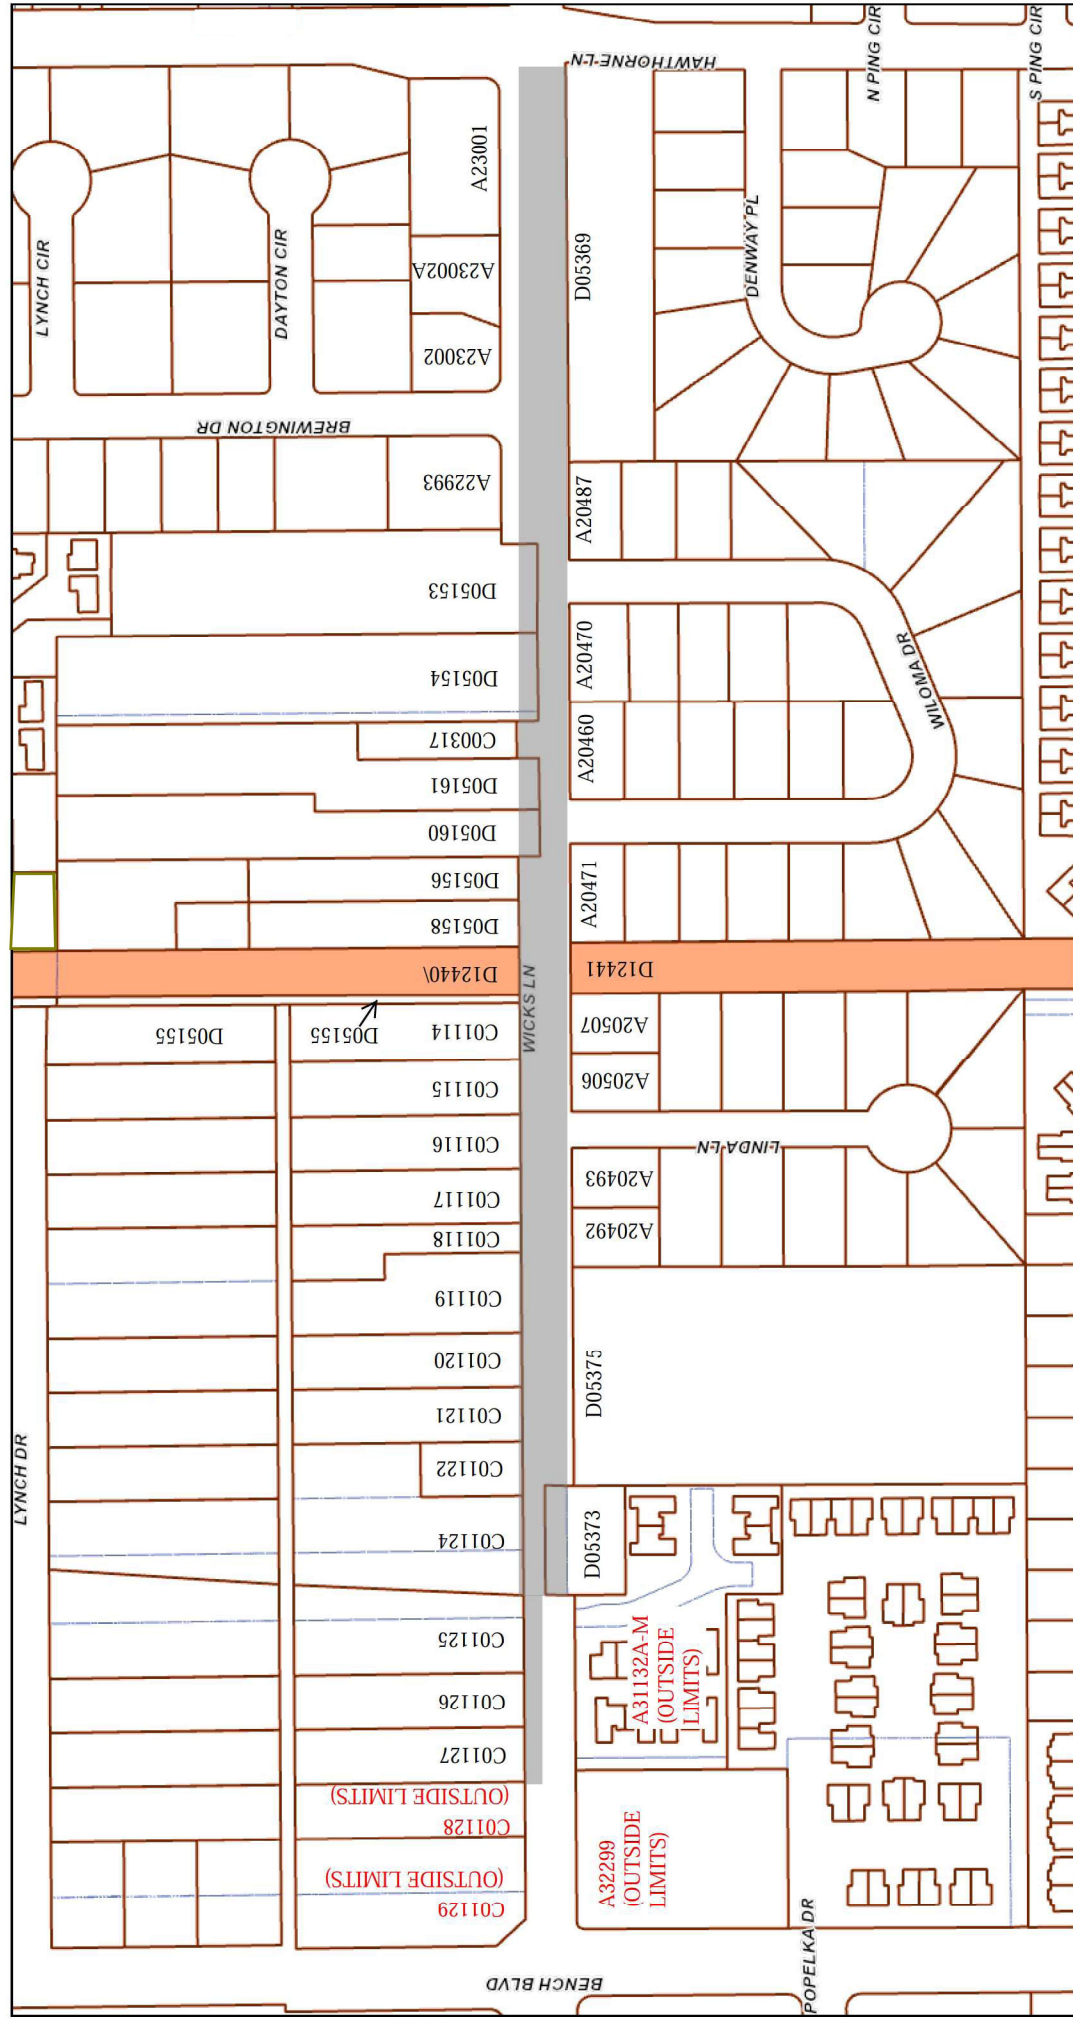 HAWTHORNE LN
N PING CIR
S PING CIR
A23001
LYNCH CIR
DAYTON CIR
A23002A
D05369
DENWAY PL
A23002
BREWINGTON DR
A22993
A20487
D05153
A20470
D05154
WILOMA DR
C00317
A20460
D05161
D05160
D05156
A20471
D05158
D12440\
D12441
WICKS LN
D05155
D05155
C01114
A20507
C01115
A20506
C01116
LINDA LN
C01117
A20493
C01118
A20492
C01119
C01120
D05375
C01121
LYNCH DR
C01122
C01124
D05373
C01125
A31132A-M
(OUTSIDE
LIMITS)
C01126
C01127
C01128
(OUTSIDE LIMITS)
C01129
(OUTSIDE LIMITS)
A32299
(OUTSIDE
LIMITS)
BENCH BLVD
POPELKA DR